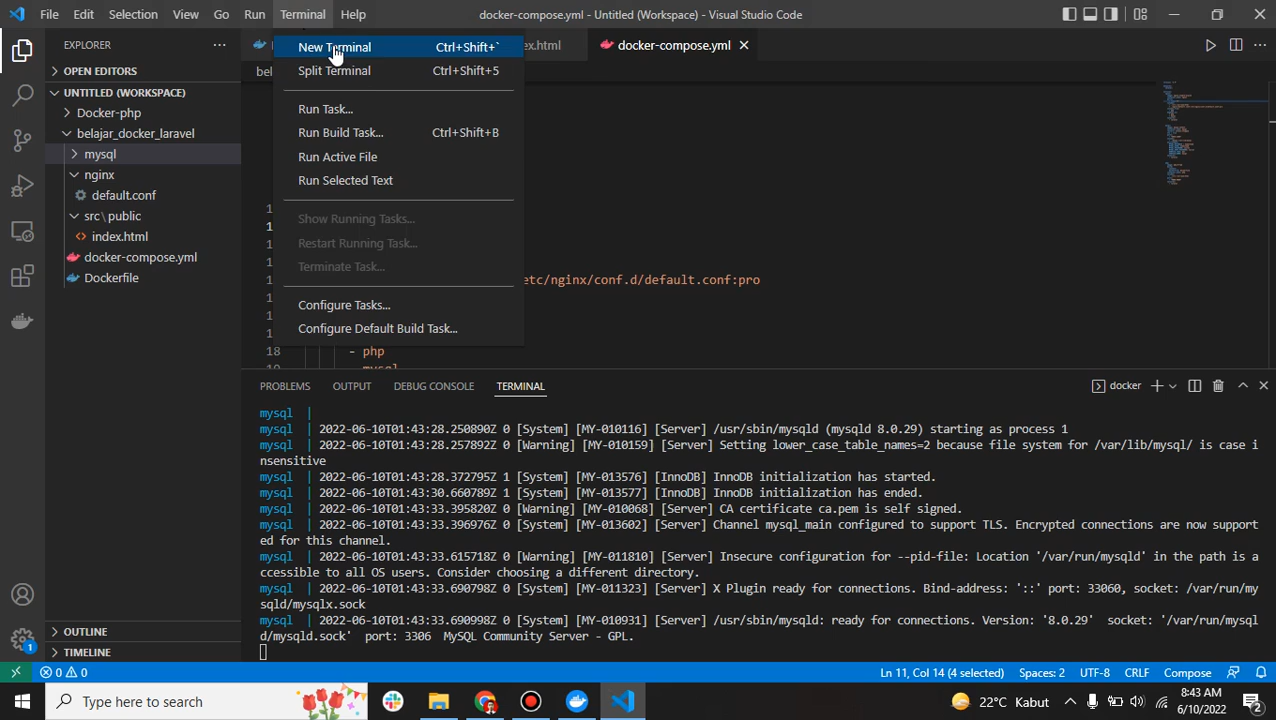 File Edit Selection View Go Run Terminal Help docker-compose.yml - Untitled (Workspace) - Visual Studio Code
EXPLORER
OPEN EDITORS
UNTITLED (WORKSPACE)
Docker-php
belajar_docker_laravel
mysql
nginx
default.conf
src\public
index.html
docker-compose.yml
Dockerfile
OUTLINE
TIMELINE
ex.html docker-compose.yml
bel
New Terminal Ctrl+Shift+`
Split Terminal Ctrl+Shift+5
Run Task...
Run Build Task... Ctrl+Shift+B
Run Active File
Run Selected Text
Show Running Tasks...
Restart Running Task...
Terminate Task...
Configure Tasks...
Configure Default Build Task...
etc/nginx/conf.d/default.conf:pro
18 - php
PROBLEMS OUTPUT DEBUG CONSOLE TERMINAL docker
mysql |
mysql | 2022-06-10T01:43:28.250890Z 0 [System] [MY-010116] [Server] /usr/sbin/mysqld (mysqld 8.0.29) starting as process 1
mysql | 2022-06-10T01:43:28.257892Z 0 [Warning] [MY-010159] [Server] Setting lower_case_table_names=2 because file system for /var/lib/mysql/ is case i
nsensitive
mysql | 2022-06-10T01:43:28.372795Z 1 [System] [MY-013576] [InnoDB] InnoDB initialization has started.
mysql | 2022-06-10T01:43:30.660789Z 1 [System] [MY-013577] [InnoDB] InnoDB initialization has ended.
mysql | 2022-06-10T01:43:33.395820Z 0 [Warning] [MY-010068] [Server] CA certificate ca.pem is self signed.
mysql | 2022-06-10T01:43:33.396976Z 0 [System] [MY-013602] [Server] Channel mysql_main configured to support TLS. Encrypted connections are now support
ed for this channel.
mysql | 2022-06-10T01:43:33.615718Z 0 [Warning] [MY-011810] [Server] Insecure configuration for --pid-file: Location '/var/run/mysqld' in the path is a
ccessible to all OS users. Consider choosing a different directory.
mysql | 2022-06-10T01:43:33.690798Z 0 [System] [MY-011323] [Server] X Plugin ready for connections. Bind-address: '::' port: 33060, socket: /var/run/my
sqld/mysqlx.sock
mysql | 2022-06-10T01:43:33.690998Z 0 [System] [MY-010931] [Server] /usr/sbin/mysqld: ready for connections. Version: '8.0.29' socket: '/var/run/mysql
d/mysqld.sock' port: 3306 MySQL Community Server - GPL.
0 0 Ln 11, Col 14 (4 selected) Spaces: 2 UTF-8 CRLF Compose
Type here to search 22°C Kabut 8:43 AM
6/10/2022 2